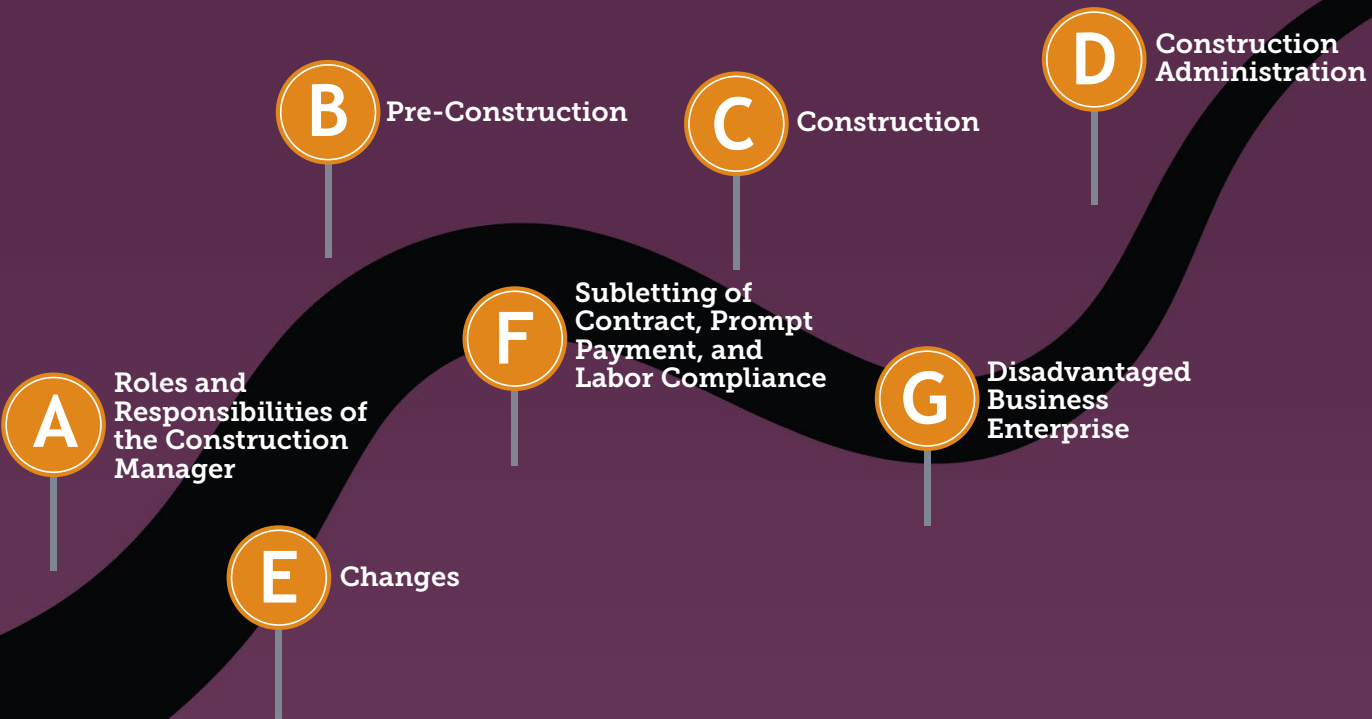 A
Roles and
Responsibilities of
the Construction
Manager
B
Pre-Construction
C
Construction
D
Construction
Administration
E
Changes
F
Subletting of
Contract, Prompt
Payment, and
Labor Compliance
G
Disadvantaged
Business
Enterprise